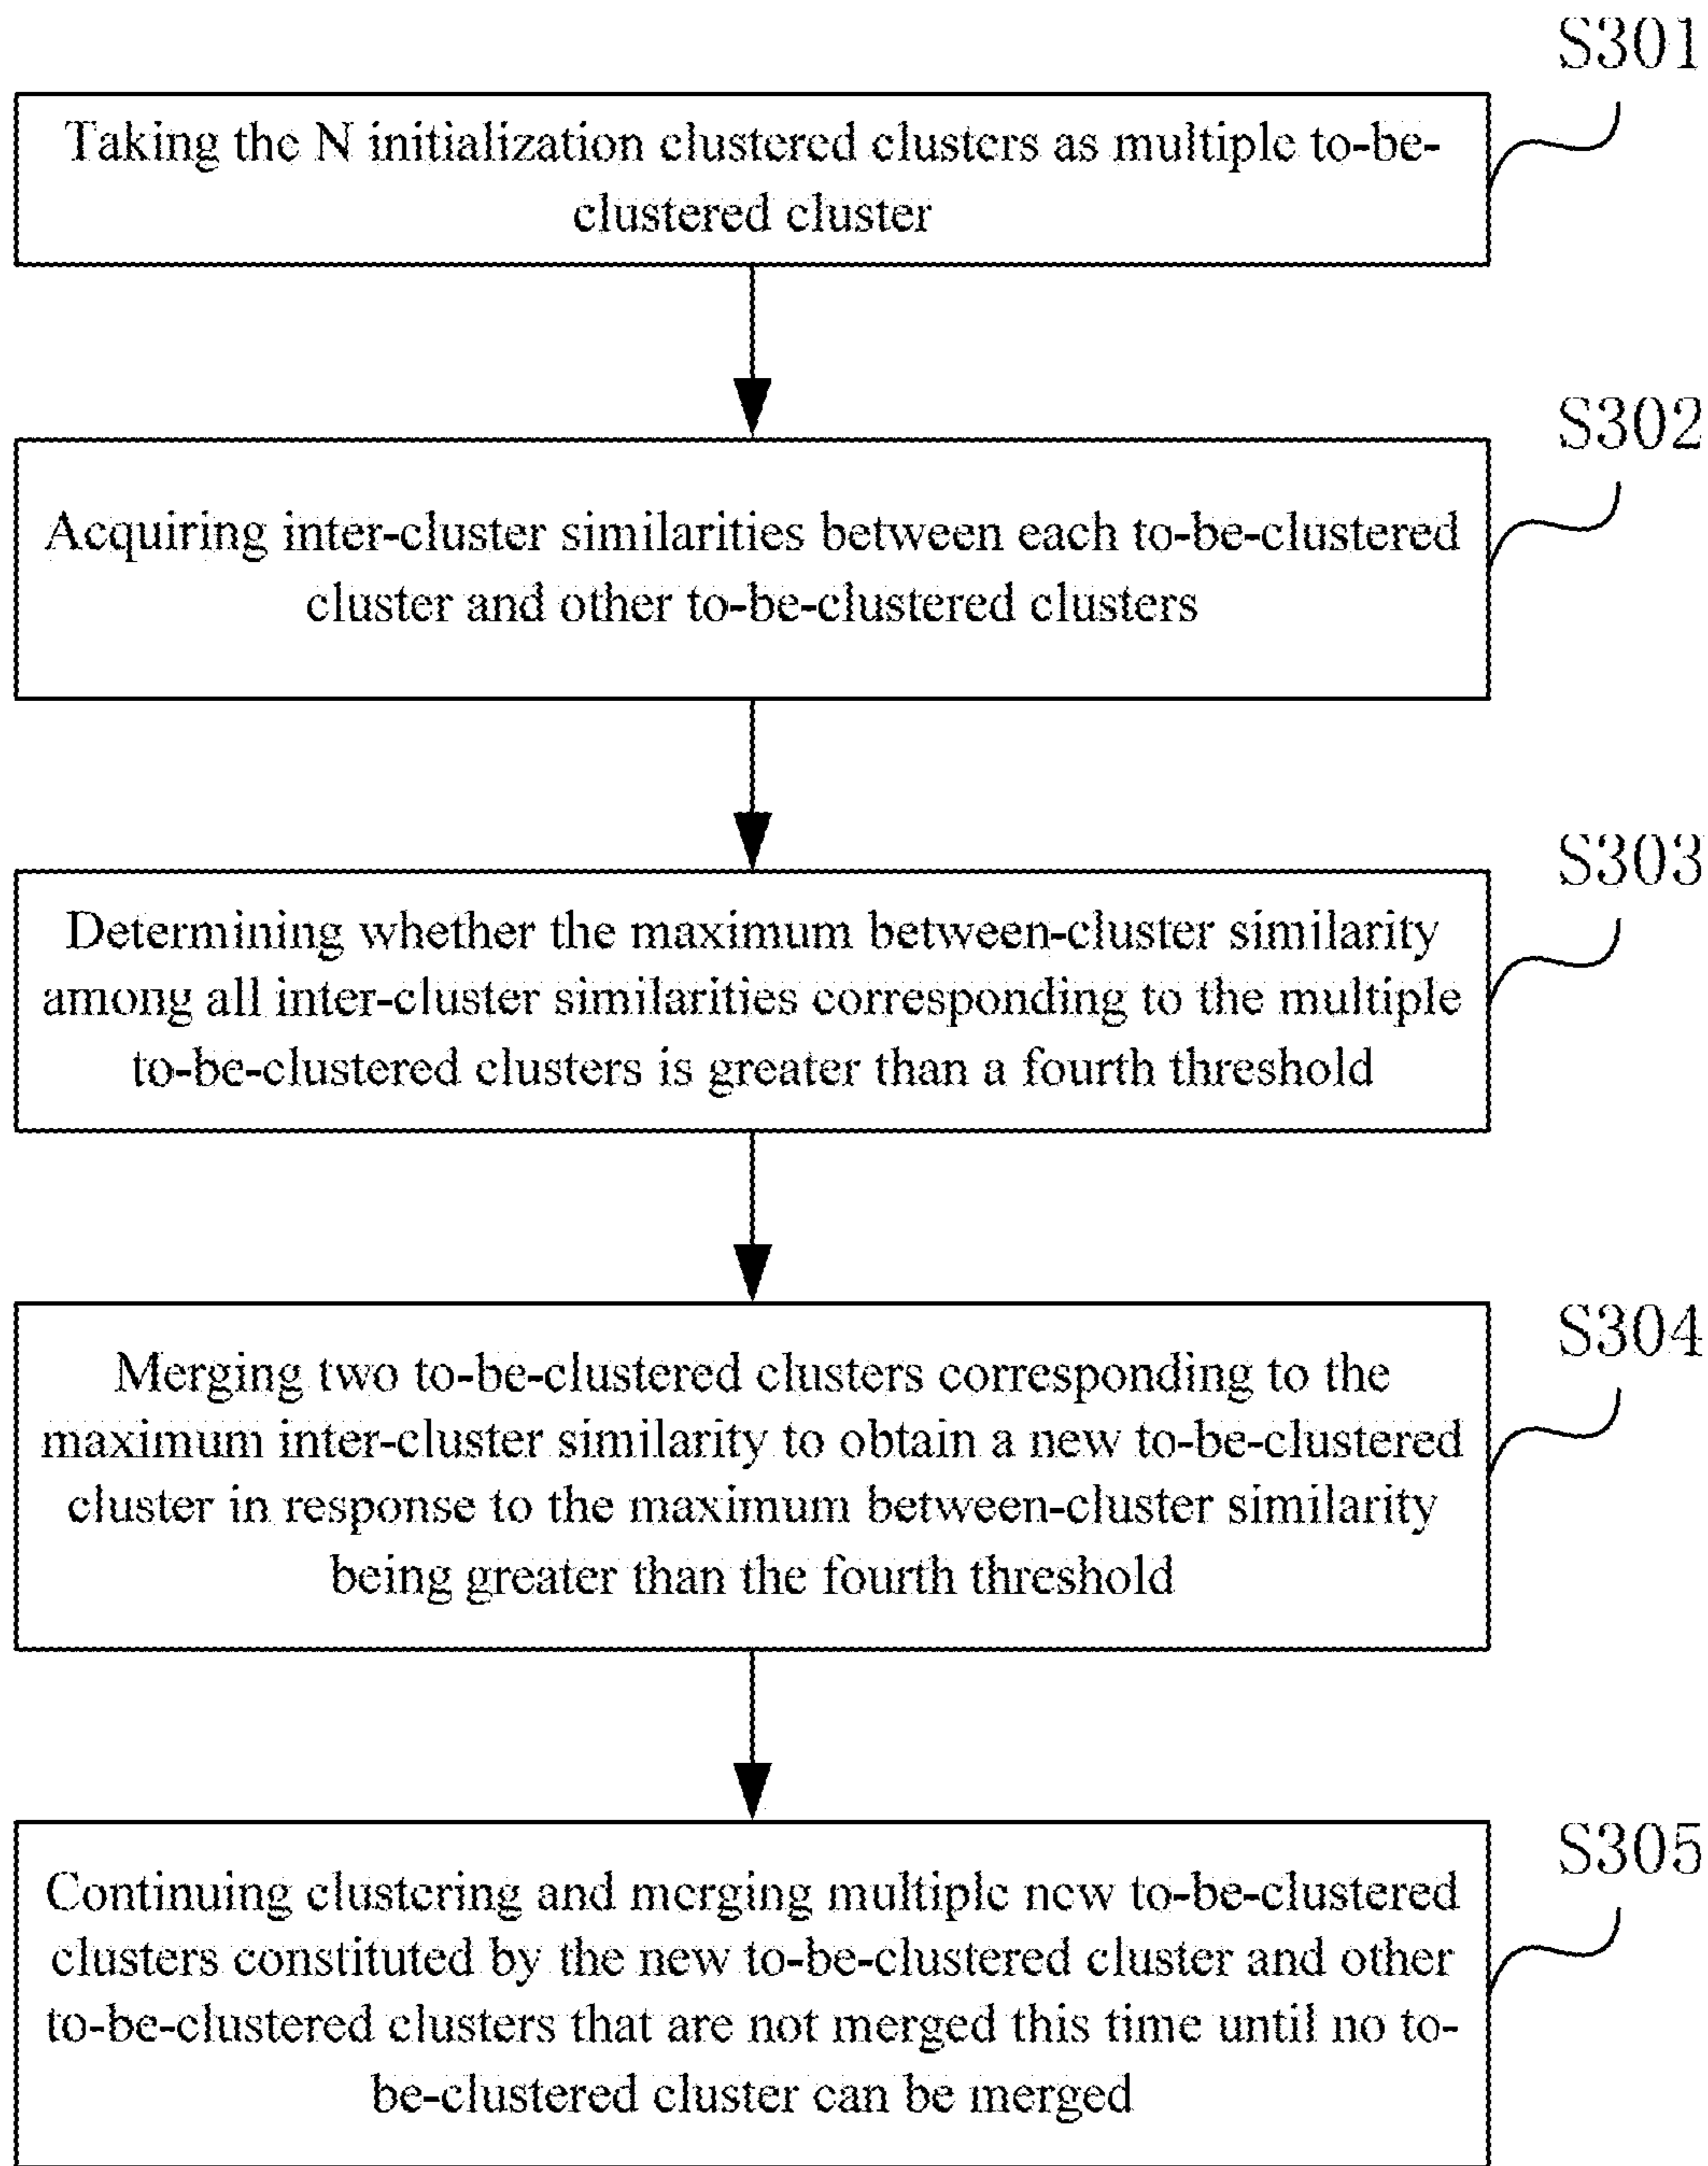 S301
Taking the N initialization clustered clusters as multiple to-be-
clustered cluster
S302
Acquiring inter-cluster similarities between each to-be-clustered
cluster and other to-be-clustered clusters
S303
Determining whether the maximum between-cluster similarity
among all inter-cluster similarities corresponding to the multiple
to-be-clustered clusters is greater than a fourth threshold
S304
Merging two to-be-clustered clusters corresponding to the
maximum inter-cluster similarity to obtain a new to-be-clustered
cluster in response to the maximum between-cluster similarity
being greater than the fourth threshold
S305
Continuing clustering and merging multiple new to-be-clustered
clusters constituted by the new to-be-clustered cluster and other
to-be-clustered clusters that are not merged this time until no to-
be-clustered cluster can be merged